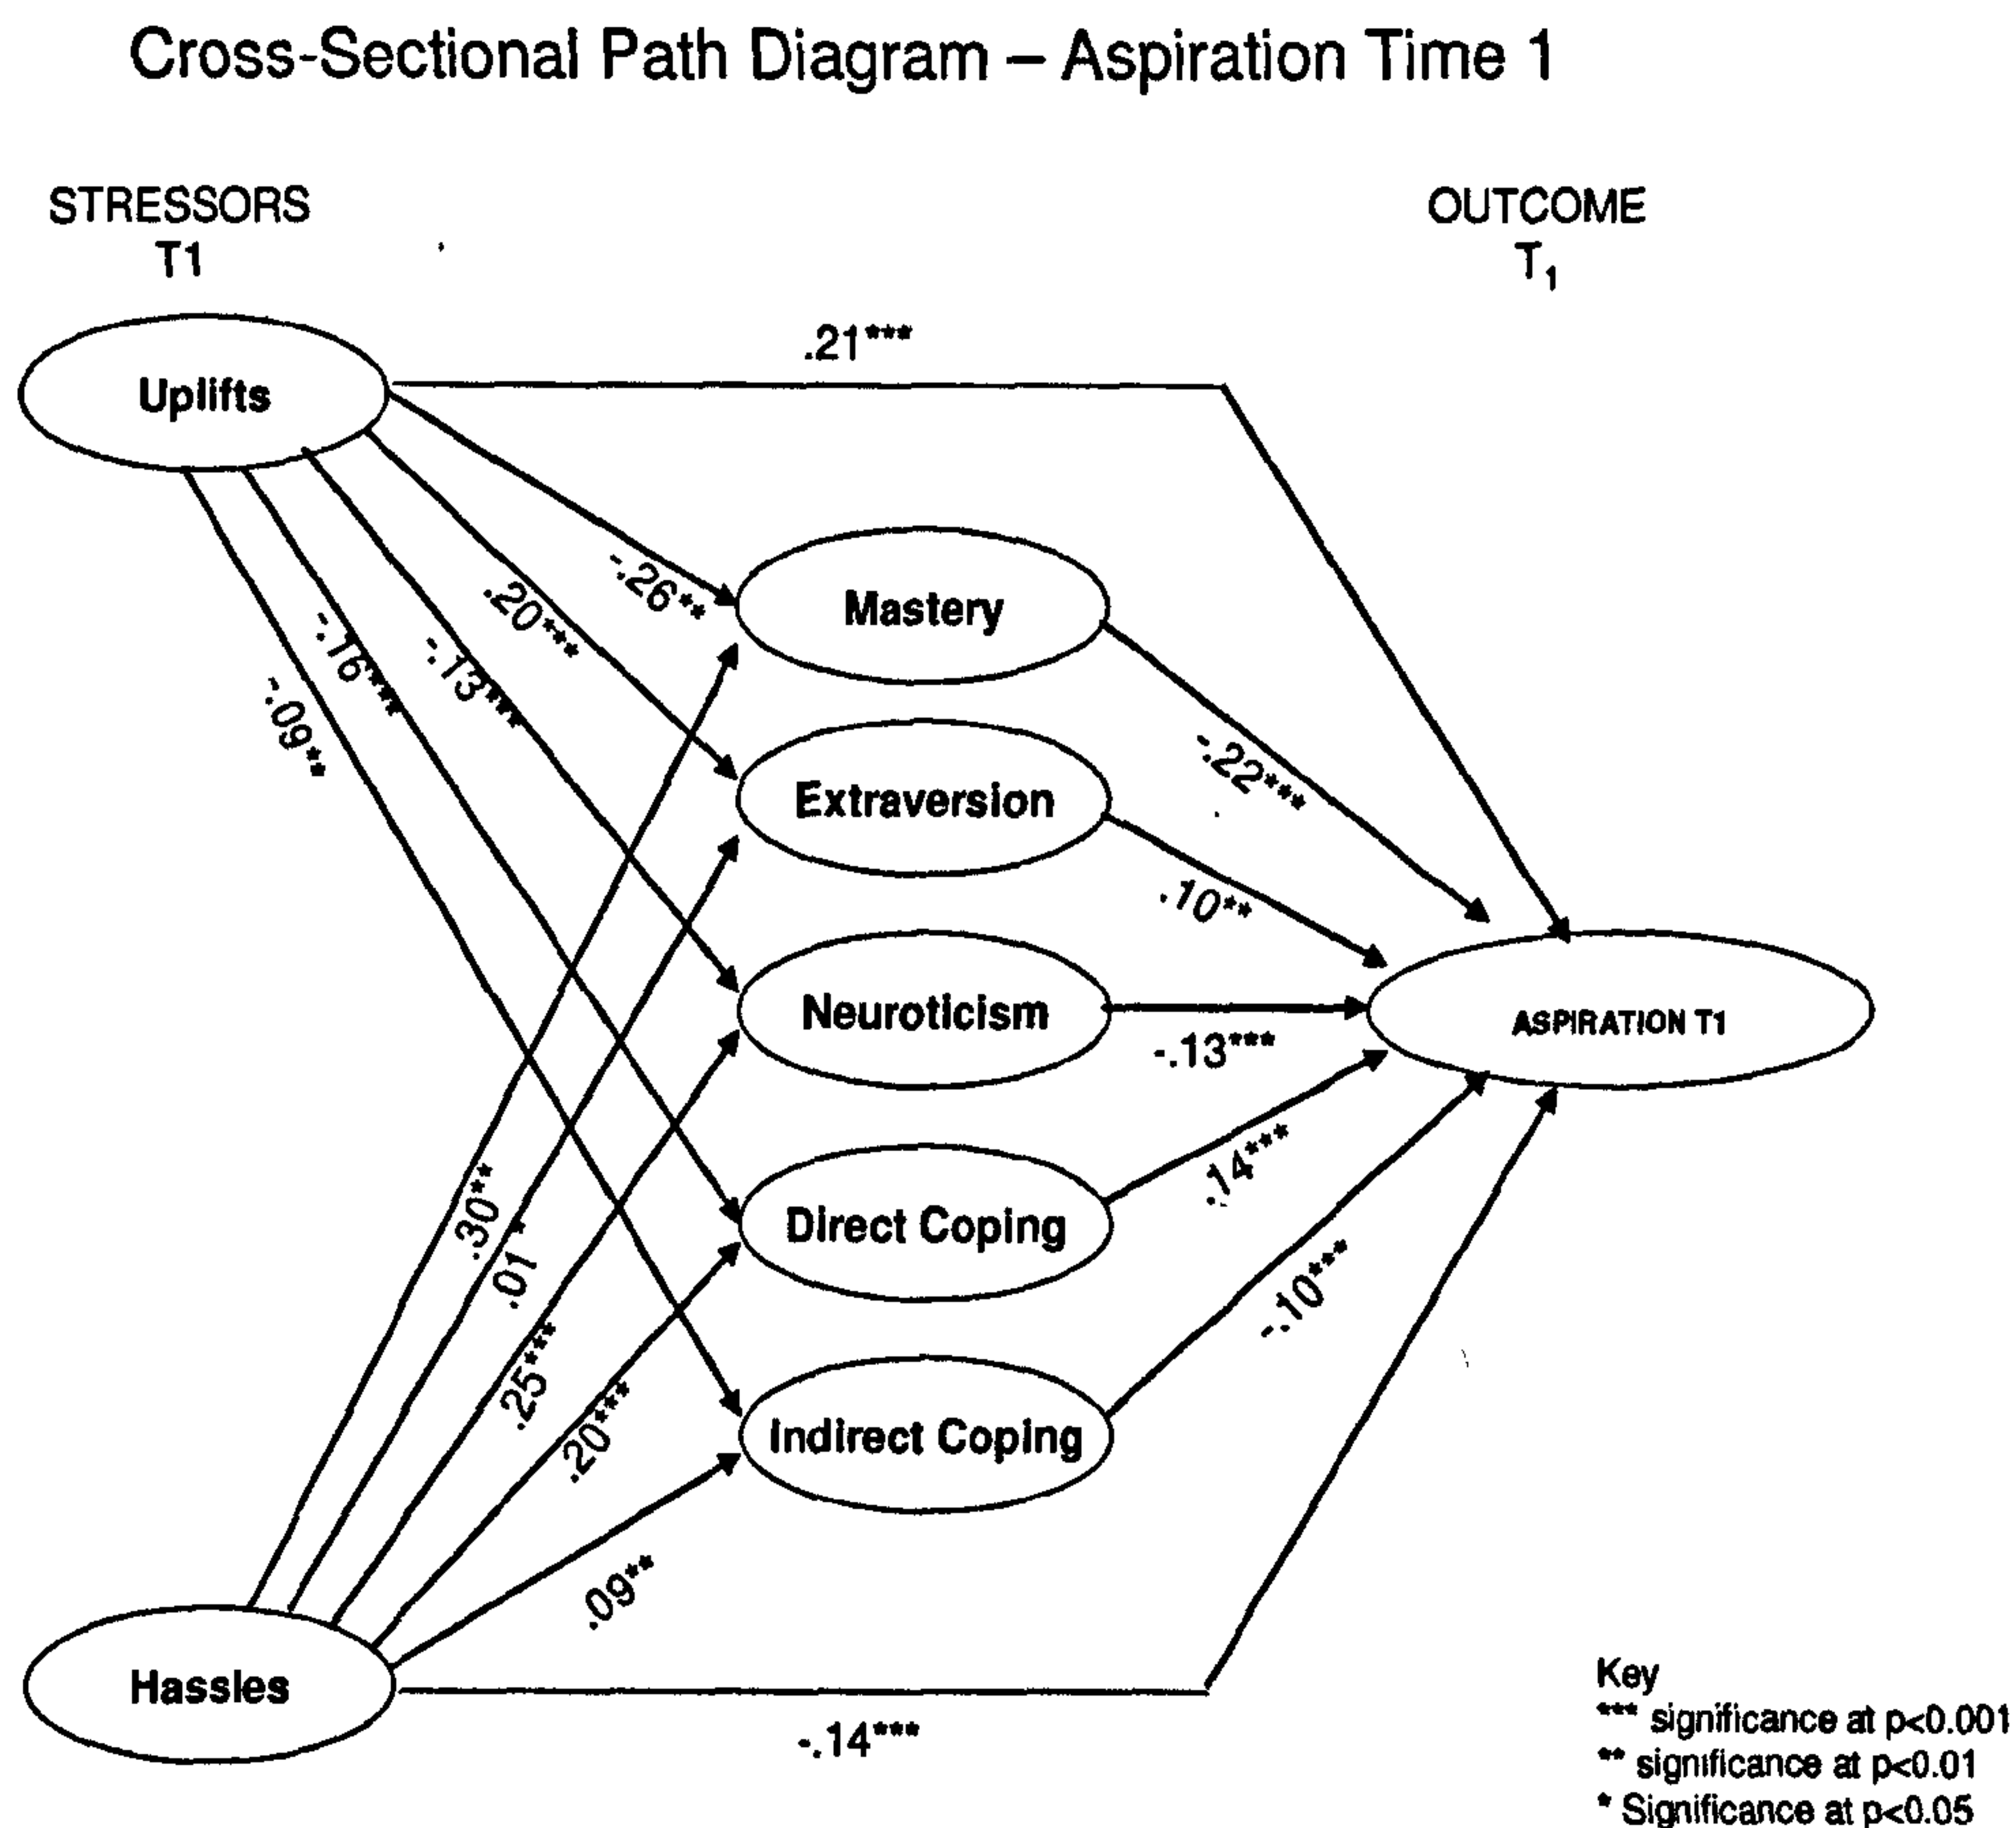 Cross-Sectional Path Diagram – Aspiration Time 1
STRESSORS
T1
OUTCOME
T1
Uplifts
.21***
-.26**
.20***
-.13***
-.16***
-.09**
Mastery
Extraversion
Neuroticism
Direct Coping
Indirect Coping
-.22***
.10**
-.13***
.14***
-.10***
ASPIRATION T1
.30**
.01*
.25***
.20***
.09**
Hassles
-.14***
Key
*** significance at p<0.001
** significance at p<0.01
* Significance at p<0.05